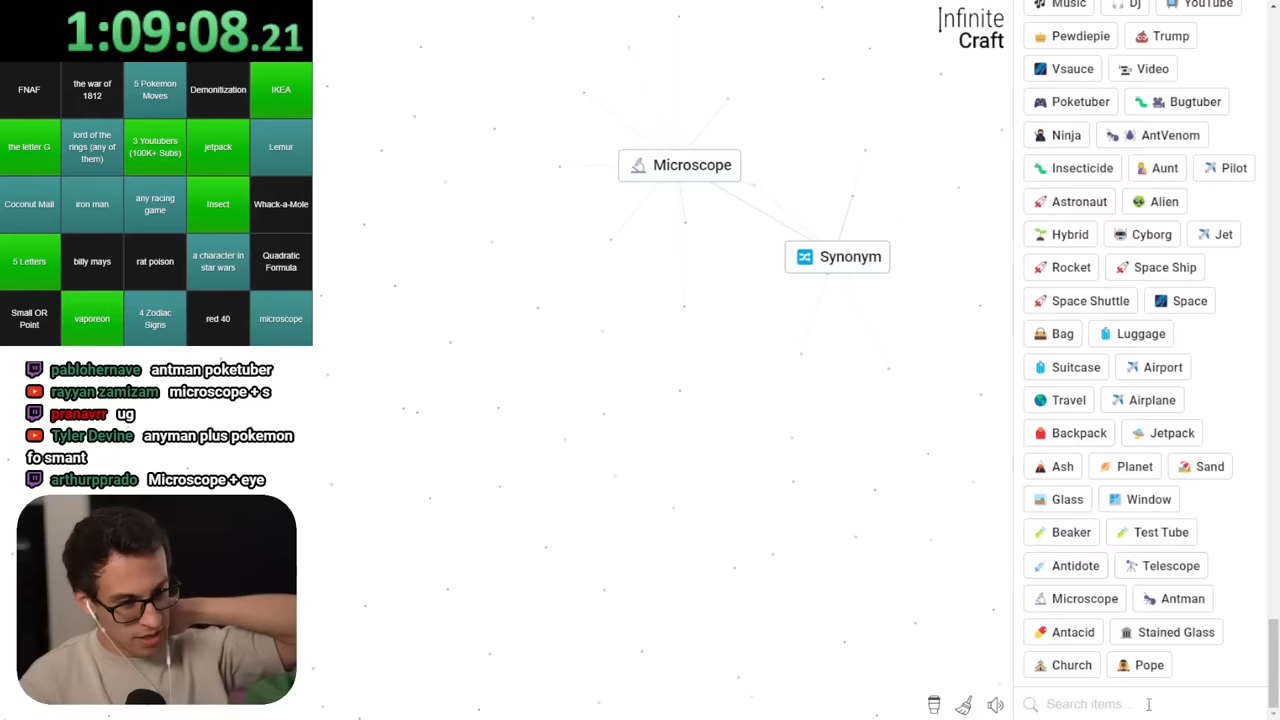 1:09:08.21
FNAF
the war of
1812
5 Pokemon
Moves
Demonitization
IKEA
the letter G
lord of the
rings (any of
them)
3 Youtubers
(100K+ Subs)
jetpack
Lemur
Coconut Mall
iron man
any racing
game
Insect
Whack-a-Mole
5 Letters
billy mays
rat poison
a character in
star wars
Quadratic
Formula
Small OR
Point
vaporeon
4 Zodiac
Signs
red 40
microscope
pablohernave antman poketuber
rayyan zamizam microscope + s
pranavrr ug
Tyler Devine anyman plus pokemon
fo smant
arthurpprado Microscope + eye
Infinite
Craft
Microscope
Synonym
Music Dj YouTube
Pewdiepie Trump
Vsauce Video
Poketuber Bugtuber
Ninja AntVenom
Insecticide Aunt Pilot
Astronaut Alien
Hybrid Cyborg Jet
Rocket Space Ship
Space Shuttle Space
Bag Luggage
Suitcase Airport
Travel Airplane
Backpack Jetpack
Ash Planet Sand
Glass Window
Beaker Test Tube
Antidote Telescope
Microscope Antman
Antacid Stained Glass
Church Pope
Search items...